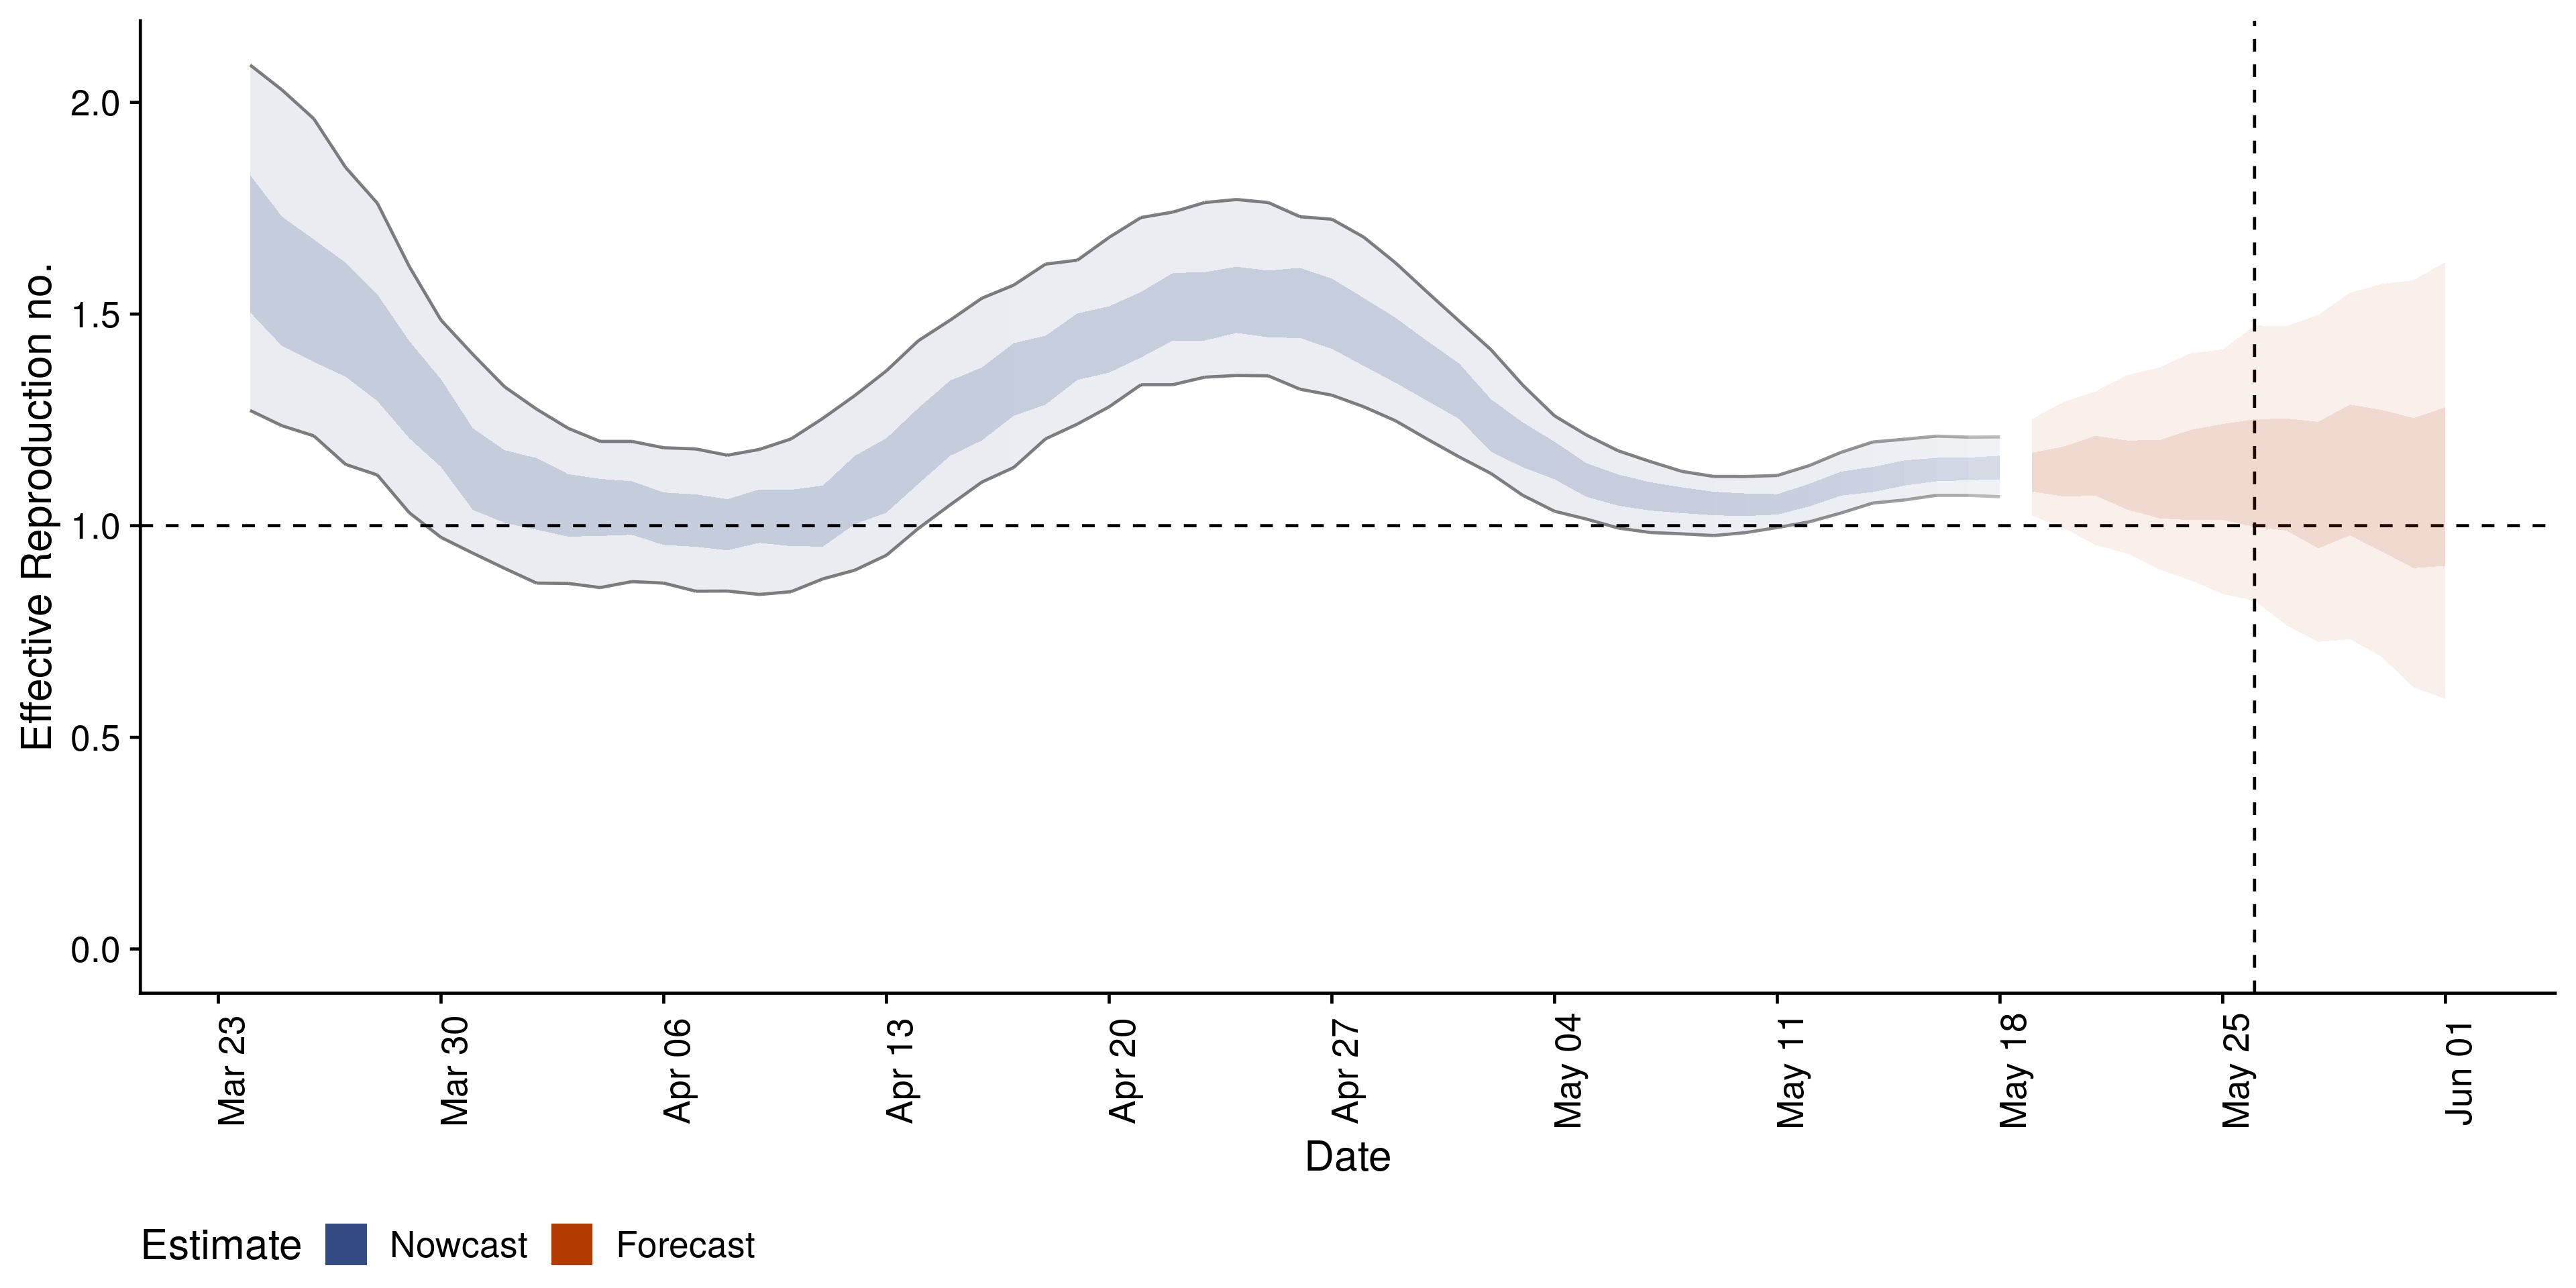 Effective Reproduction no.
2.0
1.5
1.0
0.5
0.0
Mar 23
Mar 30
Apr 06
Apr 13
Apr 20
Apr 27
May 04
May 11
May 18
May 25
Jun 01
Date
Estimate Nowcast Forecast